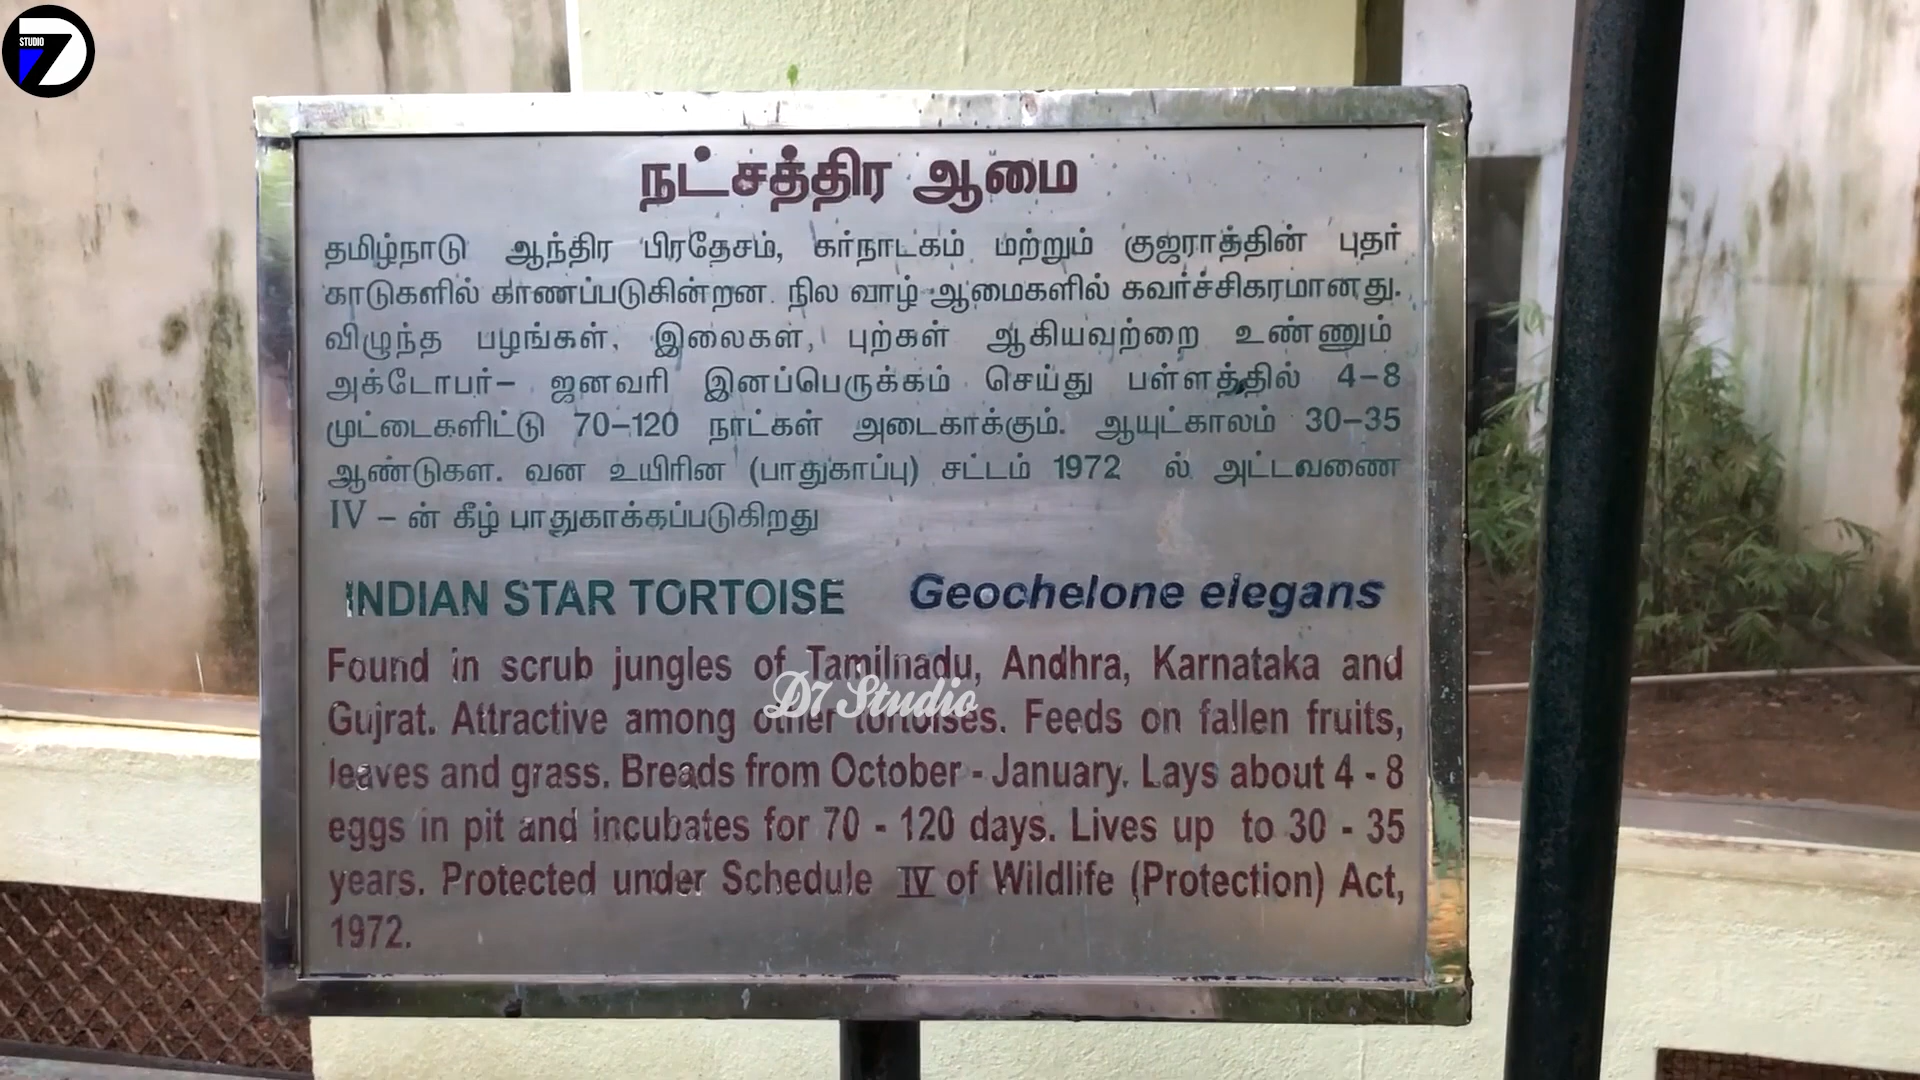 STUDIO
7
நட்சத்திர ஆமை
தமிழ்நாடு ஆந்திர பிரதேசம், கர்நாடகம் மற்றும் குஜராத்தின் புதர்
காடுகளில் காணப்படுகின்றன. நில வாழ் ஆமைகளில் கவர்ச்சிகரமானது.
விழுந்த பழங்கள், இலைகள், புற்கள் ஆகியவற்றை உண்ணும்
அக்டோபர்– ஜனவரி இனப்பெருக்கம் செய்து பள்ளத்தில் 4–8
முட்டைகளிட்டு 70–120 நாட்கள் அடைகாக்கும். ஆயுட்காலம் 30–35
ஆண்டுகள. வன உயிரின (பாதுகாப்பு) சட்டம் 1972 ல் அட்டவணை
IV – ன் கீழ் பாதுகாக்கப்படுகிறது
INDIAN STAR TORTOISE Geochelone elegans
Found in scrub jungles of Tamilnadu, Andhra, Karnataka and
D7 Studio
Gujrat. Attractive among other tortoises. Feeds on fallen fruits,
leaves and grass. Breads from October - January. Lays about 4 - 8
eggs in pit and incubates for 70 - 120 days. Lives up to 30 - 35
years. Protected under Schedule IV of Wildlife (Protection) Act,
1972.